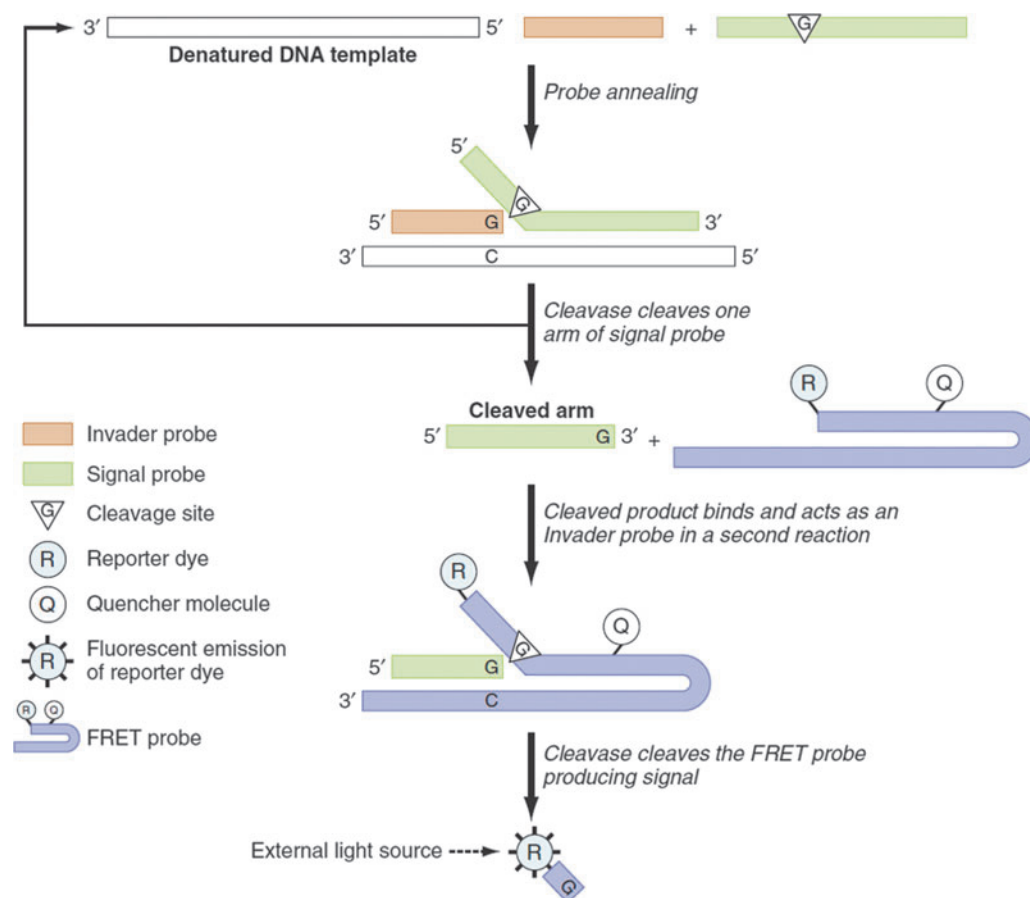 3′ 5′ + G
Denatured DNA template
Probe annealing
5′
G
5′ G 3′
3′ C 5′
Cleavase cleaves one
arm of signal probe
R Q
Cleaved arm
5′ G 3′ +
Invader probe
Signal probe
G Cleavage site
R Reporter dye
Q Quencher molecule
R Fluorescent emission
of reporter dye
R Q
FRET probe
Cleaved product binds and acts as an
Invader probe in a second reaction
R
Q
G
5′ G
3′ C
Cleavase cleaves the FRET probe
producing signal
External light source R
G